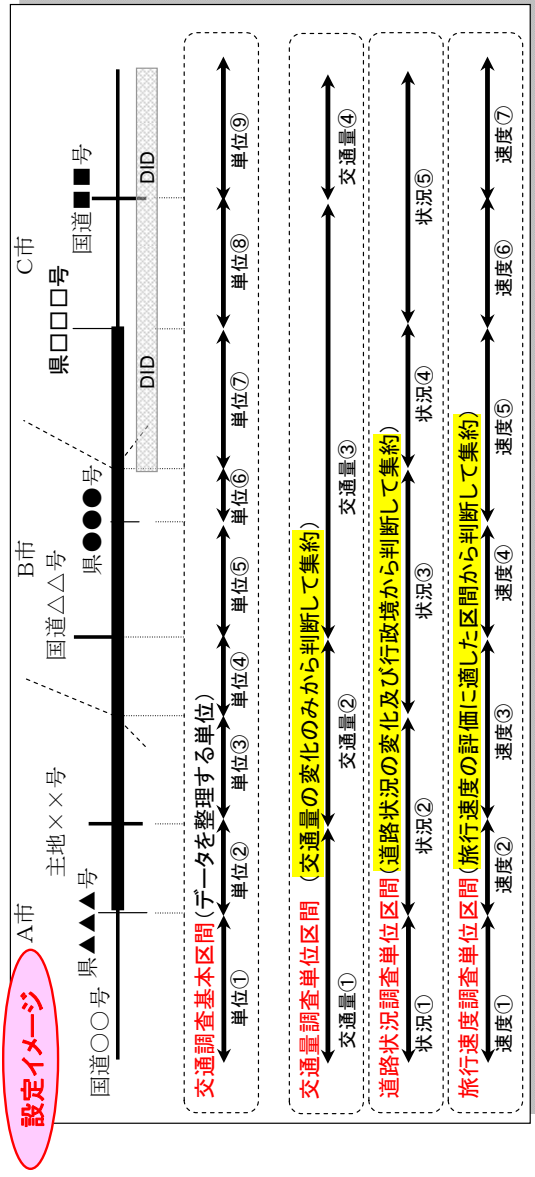 設定イメージ
A市
B市
C市
国道○○号
県▲▲▲号
主地××号
国道△△号
県●●●号
県□□□号
国道■■号
DID
DID
交通調査基本区間(データを整理する単位)
単位①
単位②
単位③
単位④
単位⑤
単位⑥
単位⑦
単位⑧
単位⑨
交通量調査単位区間 (交通量の変化のみから判断して集約)
交通量①
交通量②
交通量③
交通量④
道路状況調査単位区間(道路状況の変化及び行政境から判断して集約)
状況①
状況②
状況③
状況④
状況⑤
旅行速度調査単位区間(旅行速度の評価に適した区間から判断して集約)
速度①
速度②
速度③
速度④
速度⑤
速度⑥
速度⑦